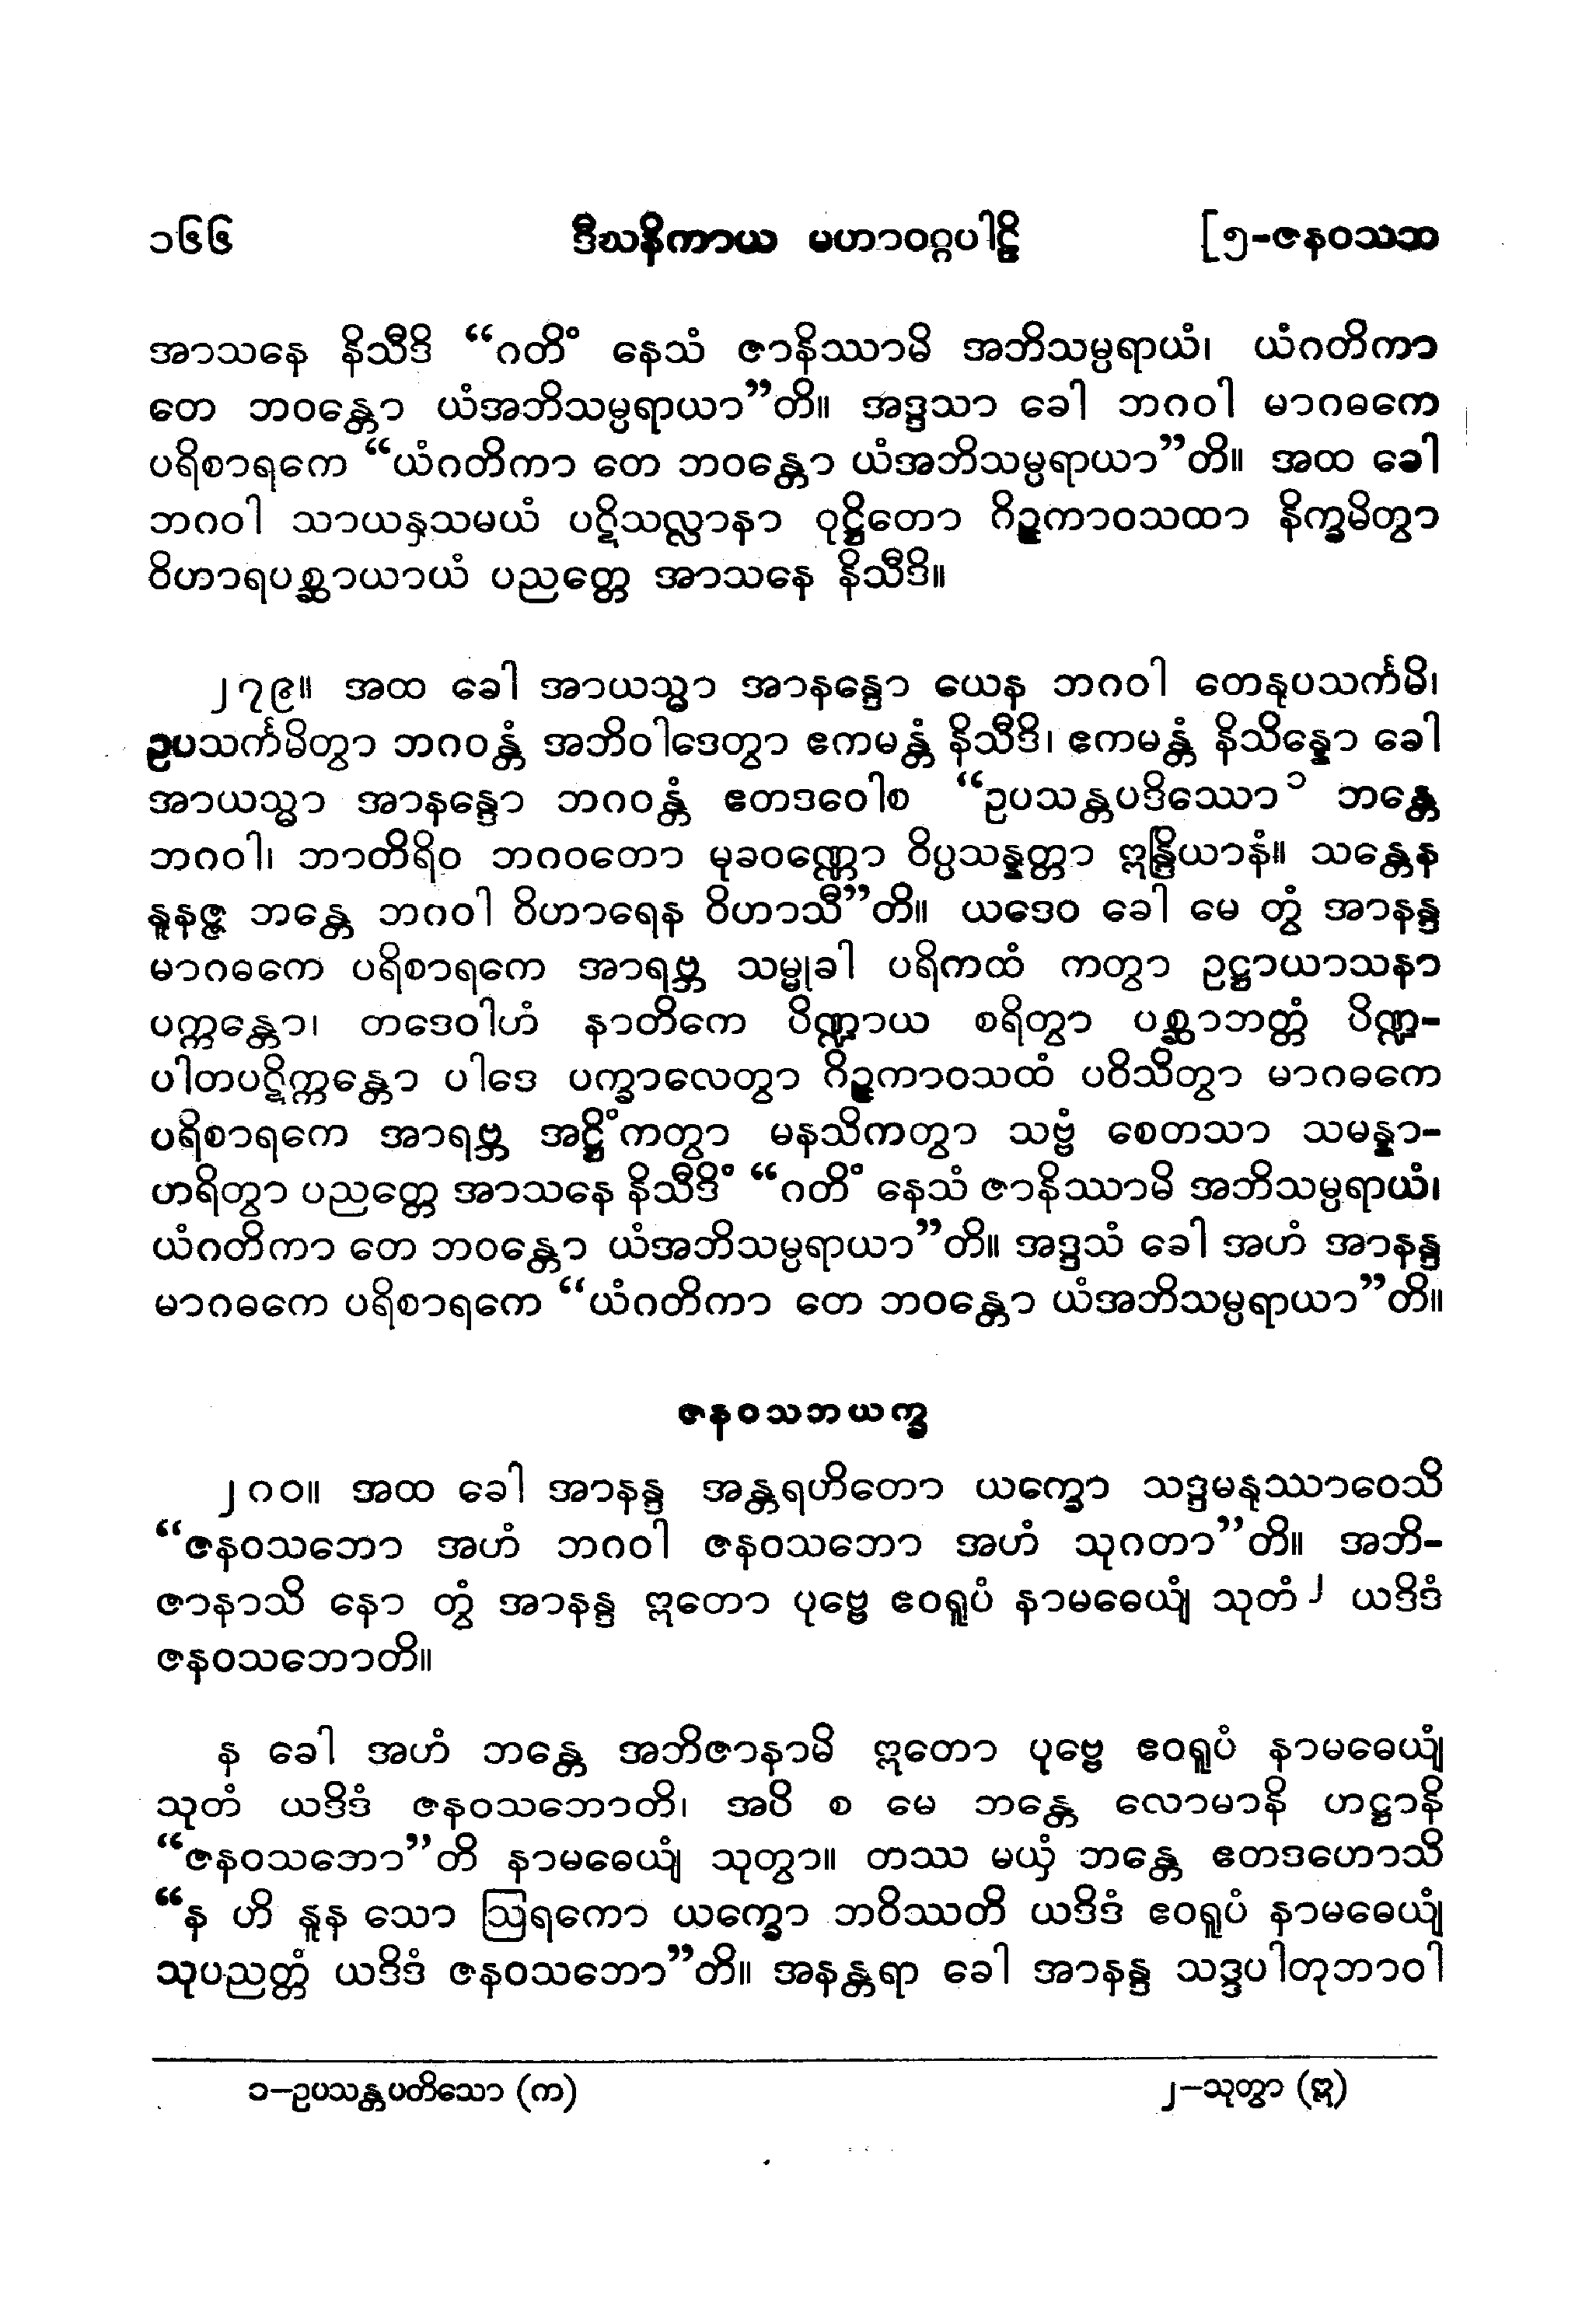 ၁၆၆ ဒီဃနိကာယ မဟာဝဂ္ဂပါဠိ [၅-ဇနဝသဘ
အာသနေ နိသီဒိ “ဂတိံ နေသံ ဇာနိဿာမိ အဘိသမ္ပရာယံ၊ ယံဂတိကာ
တေ ဘဝန္တော ယံအဘိသမ္ပရာယာ”တိ။ အဒ္ဒသာ ခေါ ဘဂဝါ မာဂဓကေ
ပရိစာရကေ “ယံဂတိကာ တေ ဘဝန္တော ယံအဘိသမ္ပရာယာ”တိ။ အထ ခေါ
ဘဂဝါ သာယနှသမယံ ပဋိသလ္လာနာ ဝုဋ္ဌိတော ဂိဉ္ဇကာဝသထာ နိက္ခမိတွာ
ဝိဟာရပစ္ဆာယာယံ ပညတ္တေ အာသနေ နိသီဒိ။
၂၇၉။ အထ ခေါ အာယသ္မာ အာနန္ဒော ယေန ဘဂဝါ တေနုပသင်္ကမိ၊
ဥပသင်္ကမိတွာ ဘဂဝန္တံ အဘိဝါဒေတွာ ဧကမန္တံ နိသီဒိ၊ ဧကမန္တံ နိသိန္နော ခေါ
အာယသ္မာ အာနန္ဒော ဘဂဝန္တံ ဧတဒဝေါစ “ဥပသန္တပဒိဿော ၁ ဘန္တေ
ဘဂဝါ၊ ဘာတိရိဝ ဘဂဝတော မုခဝဏ္ဏော ဝိပ္ပသန္နတ္တာ ဣန္ဒြိယာနံ။ သန္တေန
နူနဇ္ဇ ဘန္တေ ဘဂဝါ ဝိဟာရေန ဝိဟာသီ”တိ။ ယဒေဝ ခေါ မေ တွံ အာနန္ဒ
မာဂဓကေ ပရိစာရကေ အာရဗ္ဘ သမ္မုခါ ပရိကထံ ကတွာ ဥဋ္ဌာယာသနာ
ပက္ကန္တော၊ တဒေဝါဟံ နာတိကေ ပိဏ္ဍာယ စရိတွာ ပစ္ဆာဘတ္တံ ပိဏ္ဍ-
ပါတပဋိက္ကန္တော ပါဒေ ပက္ခာလေတွာ ဂိဉ္ဇကာဝသထံ ပဝိသိတွာ မာဂဓကေ
ပရိစာရကေ အာရဗ္ဘ အဋ္ဌိံကတွာ မနသိကတွာ သဗ္ဗံ စေတသာ သမန္နာ-
ဟရိတွာ ပညတ္တေ အာသနေ နိသီဒိံ “ဂတိံ နေသံ ဇာနိဿာမိ အဘိသမ္ပရာယံ၊
ယံဂတိကာ တေ ဘဝန္တော ယံအဘိသမ္ပရာယာ”တိ။ အဒ္ဒသံ ခေါ အဟံ အာနန္ဒ
မာဂဓကေ ပရိစာရကေ “ယံဂတိကာ တေ ဘဝန္တော ယံအဘိသမ္ပရာယာ”တိ။
ဇနဝသဘယက္ခ
၂၈၀။ အထ ခေါ အာနန္ဒ အန္တရဟိတော ယက္ခော သဒ္ဒမနုဿာဝေသိ
“ဇနဝသဘော အဟံ ဘဂဝါ ဇနဝသဘော အဟံ သုဂတာ”တိ။ အဘိ-
ဇာနာသိ နော တွံ အာနန္ဒ ဣတော ပုဗ္ဗေ ဧဝရူပံ နာမဓေယျံ သုတံ ၂ ယဒိဒံ
ဇနဝသဘောတိ။
န ခေါ အဟံ ဘန္တေ အဘိဇာနာမိ ဣတော ပုဗ္ဗေ ဧဝရူပံ နာမဓေယျံ
သုတံ ယဒိဒံ ဇနဝသဘောတိ၊ အပိ စ မေ ဘန္တေ လောမာနိ ဟဋ္ဌာနိ
“ဇနဝသဘော”တိ နာမဓေယျံ သုတွာ။ တဿ မယှံ ဘန္တေ ဧတဒဟောသိ
“န ဟိ နူန သော ဩရကော ယက္ခော ဘဝိဿတိ ယဒိဒံ ဧဝရူပံ နာမဓေယျံ
သုပညတ္တံ ယဒိဒံ ဇနဝသဘော”တိ။ အနန္တရာ ခေါ အာနန္ဒ သဒ္ဒပါတုဘာဝါ
၁-ဥပသန္တပတိသော (က) ၂-သုတွာ (ဣ)